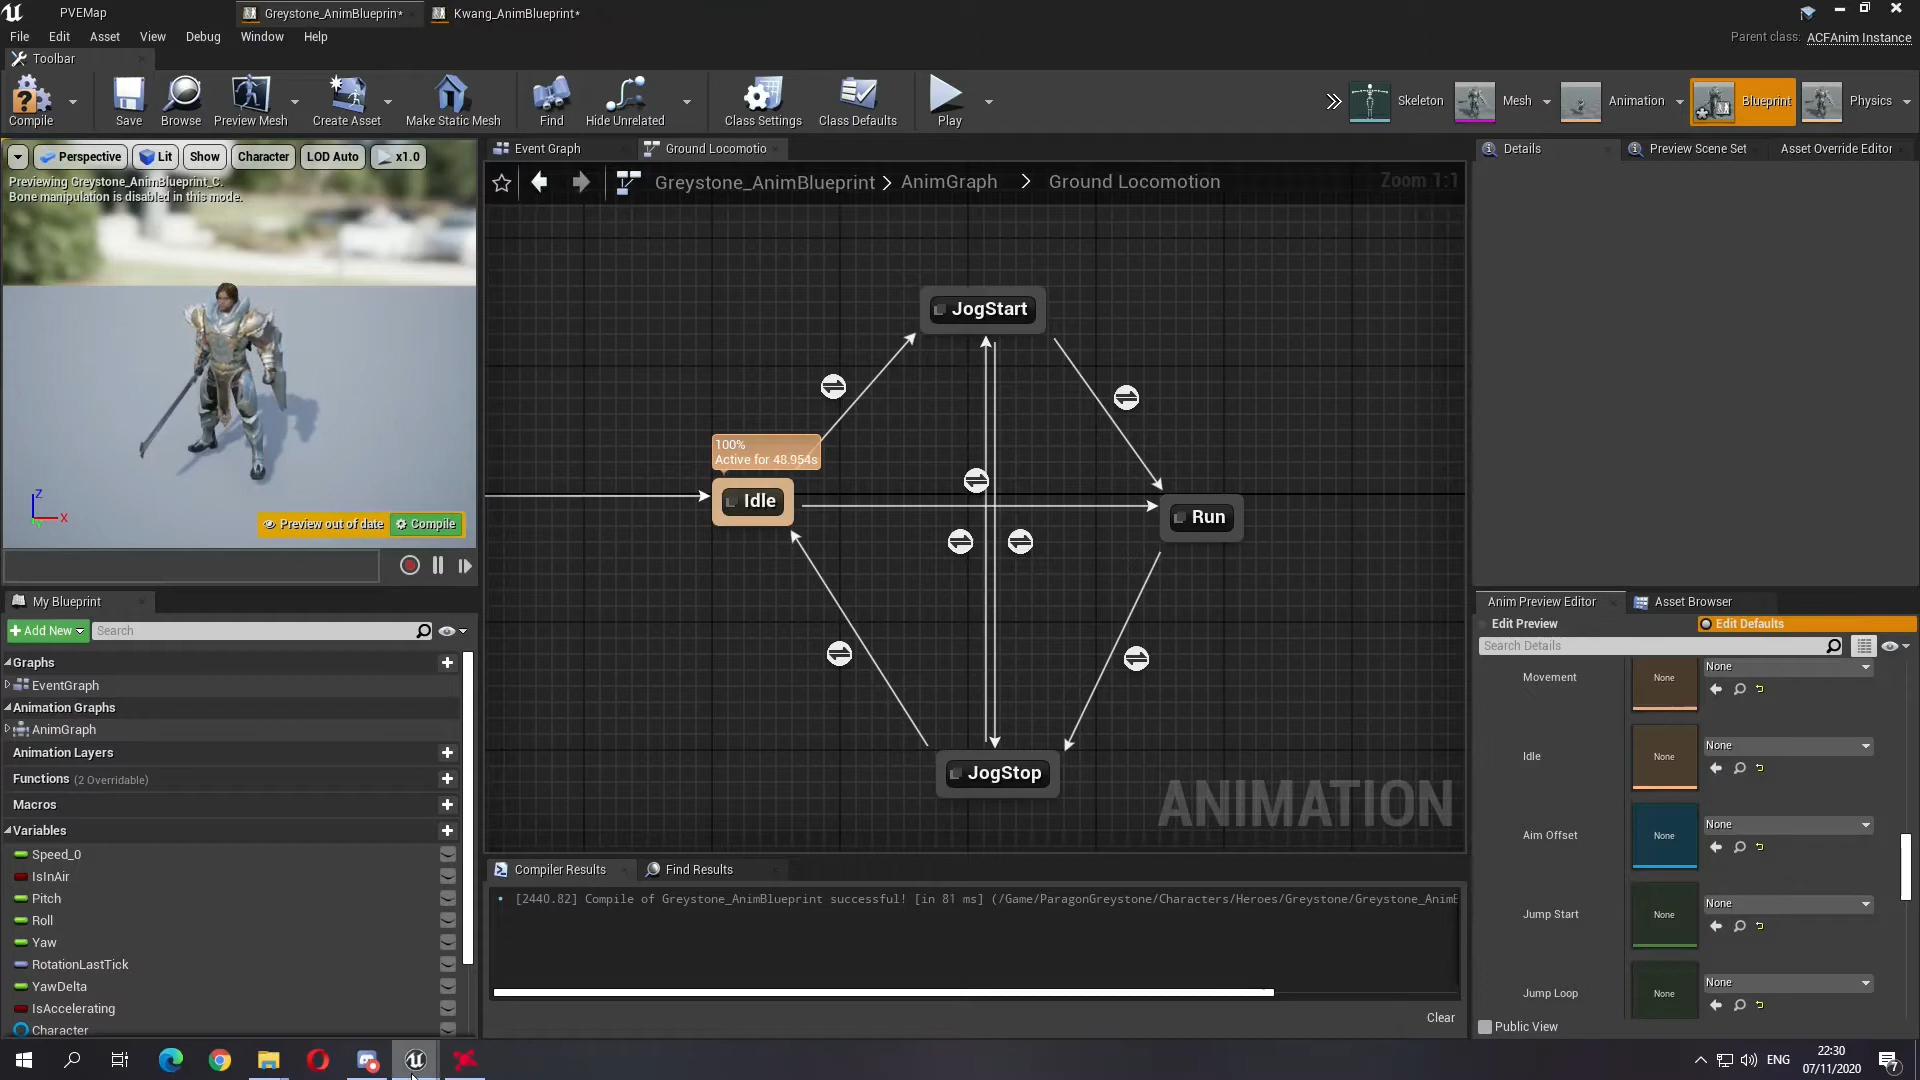 PVEMap
Greystone_AnimBlueprint*
Kwang_AnimBlueprint*
File Edit Asset View Debug Window Help
Parent class: ACFAnim Instance
Toolbar
Compile
Save
Browse
Preview Mesh
Create Asset
Make Static Mesh
Find
Hide Unrelated
Class Settings
Class Defaults
Play
Skeleton
Mesh
Animation
Blueprint
Physics
Perspective
Lit
Show
Character
LOD Auto
x1.0
Previewing Greystone_AnimBlueprint_C.
Bone manipulation is disabled in this mode.
Z
X
Preview out of date
Compile
Event Graph
Ground Locomotio
Greystone_AnimBlueprint > AnimGraph > Ground Locomotion
Zoom 1:1
JogStart
100%
Active for 48.954s
Idle
Run
JogStop
ANIMATION
Details
Preview Scene Set
Asset Override Editor
My Blueprint
Add New
Search
Graphs
EventGraph
Animation Graphs
AnimGraph
Animation Layers
Functions (2 Overridable)
Macros
Variables
Speed_0
IsInAir
Pitch
Roll
Yaw
RotationLastTick
YawDelta
IsAccelerating
Character
Compiler Results
Find Results
[2440.82] Compile of Greystone_AnimBlueprint successful! [in 81 ms] (/Game/ParagonGreystone/Characters/Heroes/Greystone/Greystone_AnimB
Clear
Anim Preview Editor
Asset Browser
Edit Preview
Edit Defaults
Search Details
Movement
None
None
Idle
None
None
Aim Offset
None
None
Jump Start
None
None
Jump Loop
None
None
Public View
ENG
22:30
07/11/2020
7